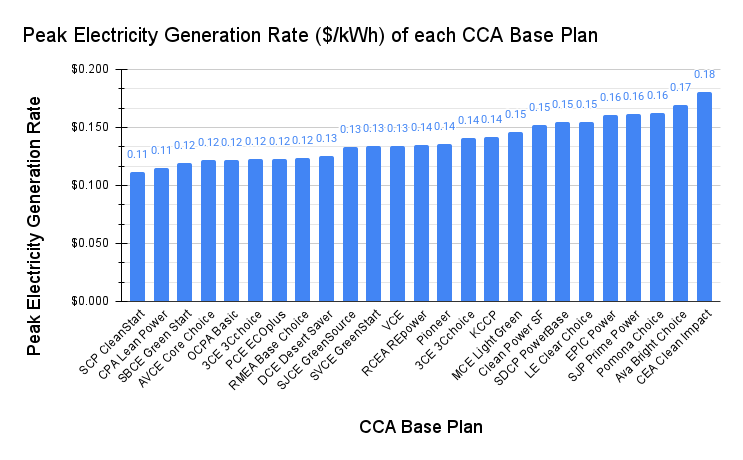 Peak Electricity Generation Rate ($/kWh) of each CCA Base Plan
Peak Electricity Generation Rate
$0.200
$0.150
$0.100
$0.050
$0.000
0.11
0.11
0.12
0.12
0.12
0.12
0.12
0.12
0.13
0.13
0.13
0.13
0.14
0.14
0.14
0.14
0.15
0.15
0.15
0.15
0.16
0.16
0.16
0.17
0.18
SCP CleanStart
CPA Lean Power
SBCE Green Start
AVCE Core Choice
OCPA Basic
3CE 3Cchoice
PCE ECOplus
RMEA Base Choice
DCE Desert Saver
SJCE GreenSource
SVCE GreenStart
VCE
RCEA REpower
Pioneer
3CE 3Cchoice
KCCP
MCE Light Green
Clean Power SF
SDCP PowerBase
LE Clear Choice
EPIC Power
SJP Prime Power
Pomona Choice
Ava Bright Choice
CEA Clean Impact
CCA Base Plan